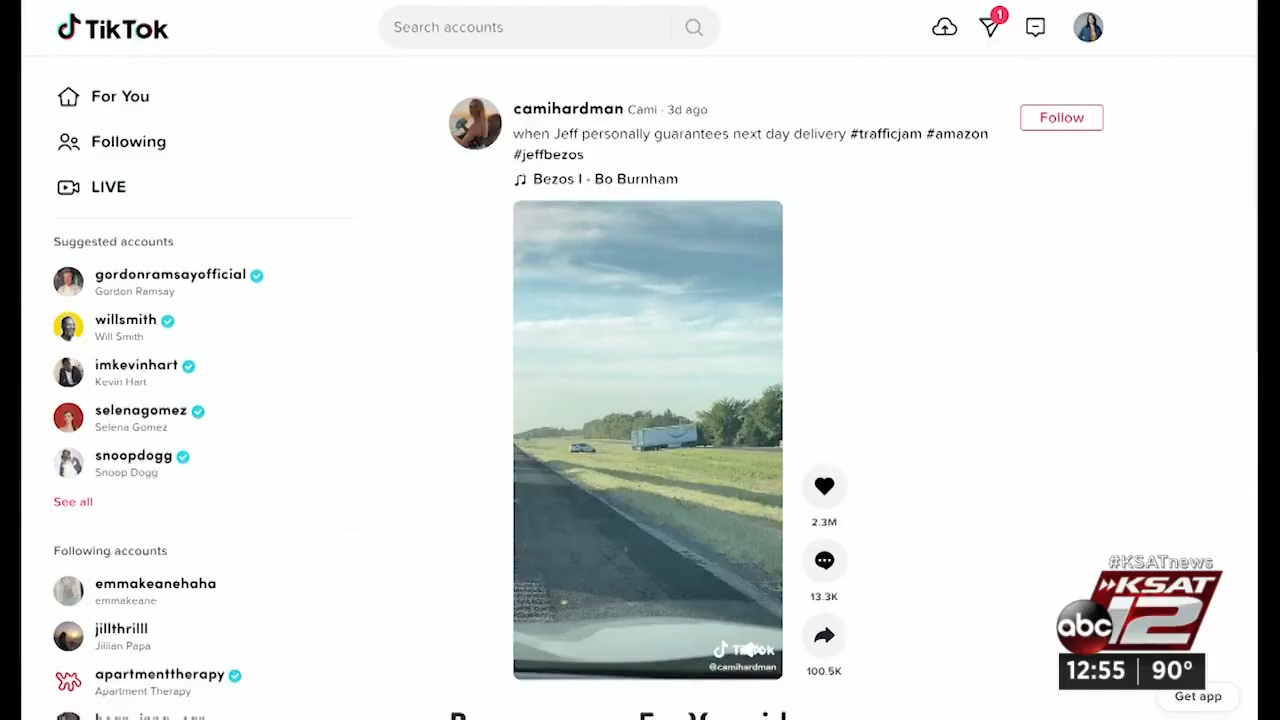 TikTok
Search accounts
1
For You
Following
LIVE
Suggested accounts
gordonramsayofficial
Gordon Ramsay
willsmith
Will Smith
imkevinhart
Kevin Hart
selenagomez
Selena Gomez
snoopdogg
Snoop Dogg
See all
Following accounts
emmakeanehaha
emmakeane
jillthrilll
Jillian Papa
apartmenttherapy
Apartment Therapy
camihardman Cami · 3d ago
when Jeff personally guarantees next day delivery #trafficjam #amazon
#jeffbezos
Bezos I - Bo Burnham
Follow
TikTok
@camihardman
2.3M
13.3K
100.5K
#KSATnews
KSAT
abc 12
12:55 90°
Get app